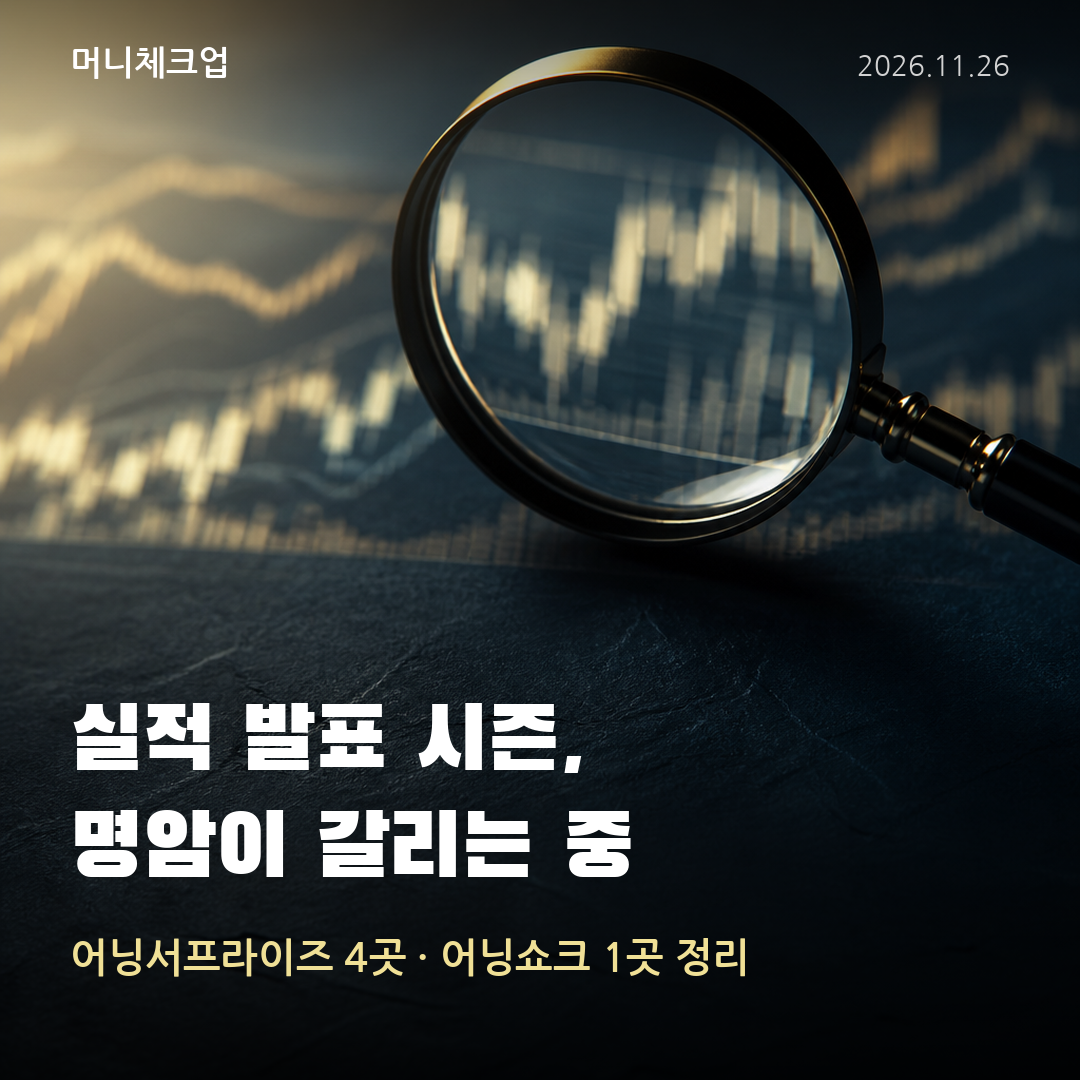 머니체크업
2026.11.26
실적 발표 시즌,
명암이 갈리는 중
어닝서프라이즈 4곳 · 어닝쇼크 1곳 정리